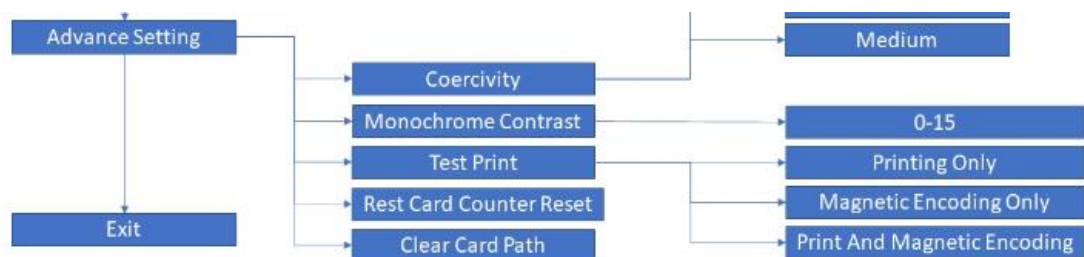 Advance Setting
Medium
Coercivity
Monochrome Contrast
0-15
Test Print
Printing Only
Rest Card Counter Reset
Magnetic Encoding Only
Exit
Clear Card Path
Print And Magnetic Encoding